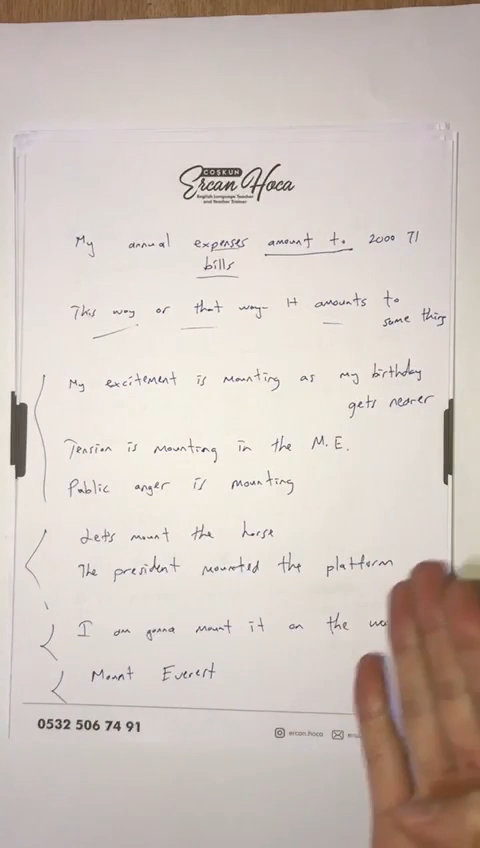 COŞKUN
Ercan Hoca
English Language Teacher
and Teacher Trainer
My annual expenses amount to 2000 Tl
bills
This way or that way It amounts to
some thing
My excitement is mounting as my birthday
gets nearer
Tension is mounting in the M.E.
Public anger is mounting
Let's mount the horse
The president mounted the platform
I am gonna mount it on the
Mount Everest
0532 506 74 91
ercan.hoca